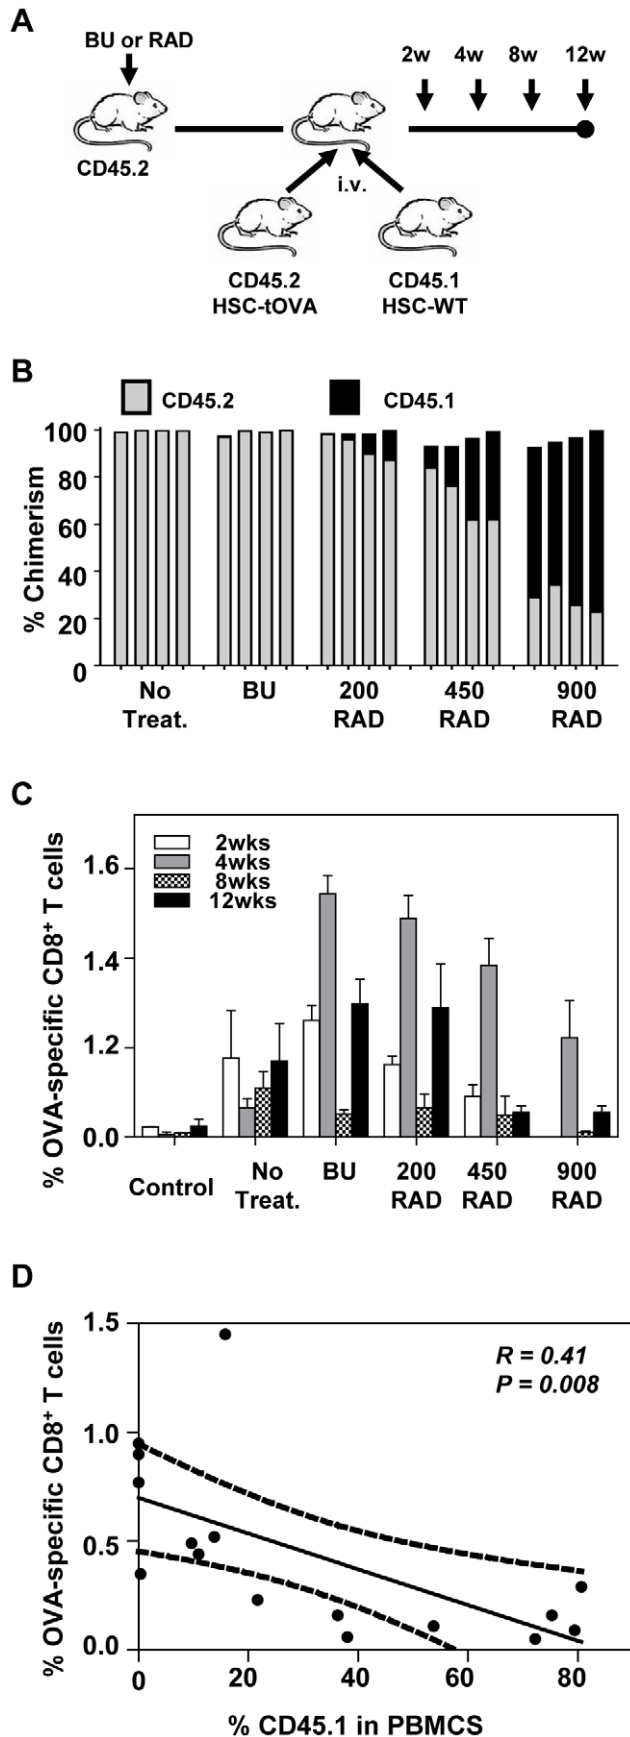 A
BU or RAD
2w 4w 8w 12w
CD45.2
i.v.
CD45.2
HSC-tOVA
CD45.1
HSC-WT
B
CD45.2 CD45.1
% Chimerism
100
80
60
40
20
0
No
Treat.
BU
200
RAD
450
RAD
900
RAD
C
% OVA-specific CD8⁺ T cells
2wks
4wks
8wks
12wks
1.6
1.4
1.2
0.0
Control
No
Treat.
BU
200
RAD
450
RAD
900
RAD
D
% OVA-specific CD8⁺ T cells
R = 0.41
P = 0.008
1.5
1.0
0.5
0.0
0 20 40 60 80
% CD45.1 in PBMCS